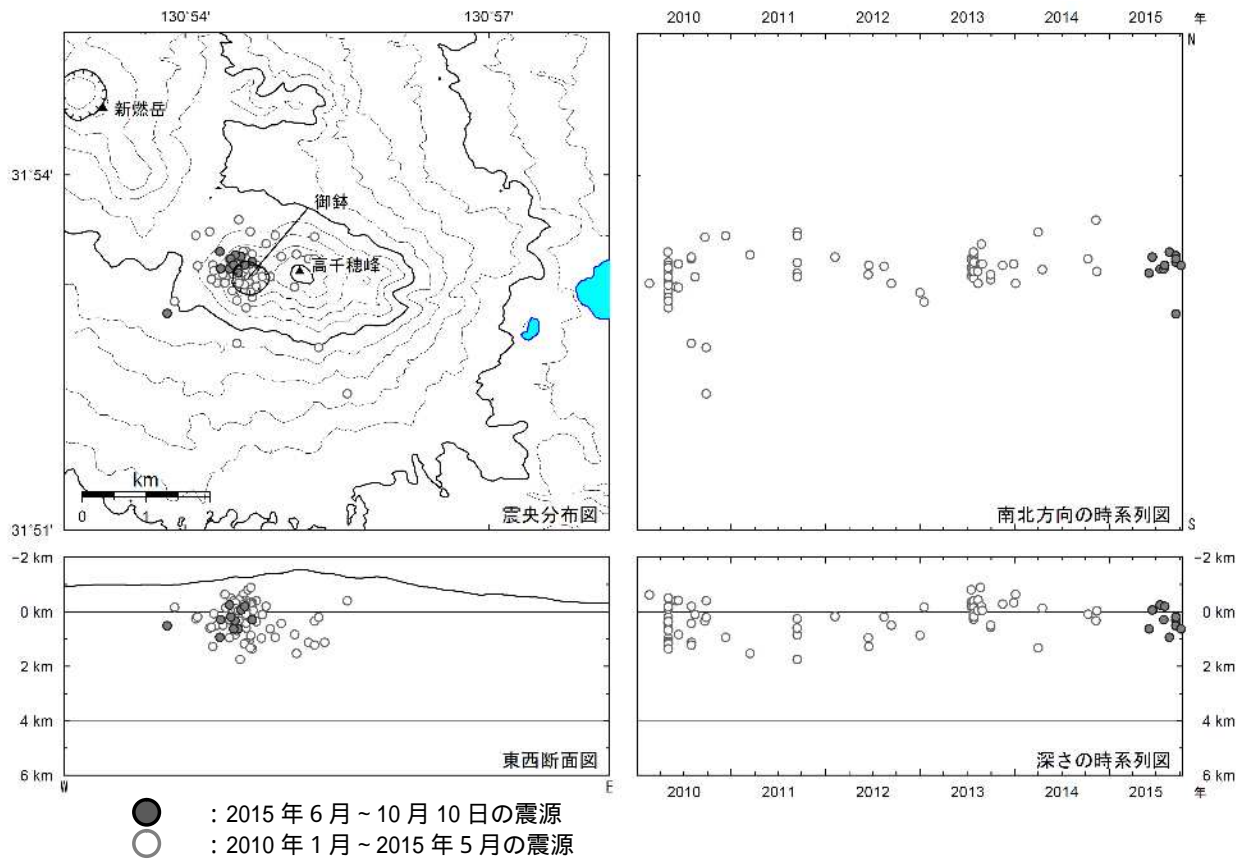 130°54' 130°57'
2010 2011 2012 2013 2014 2015 年
N
新燃岳
31°54'
御鉢
高千穂峰
km
0 1
震央分布図
31°51'
南北方向の時系列図
S
-2 km
0 km
2 km
4 km
6 km
W
E
東西断面図
-2 km
0 km
2 km
4 km
6 km
深さの時系列図
2010 2011 2012 2013 2014 2015 年
：2015 年 6 月 ~ 10 月 10 日の震源
：2010 年 1 月 ~ 2015 年 5 月の震源